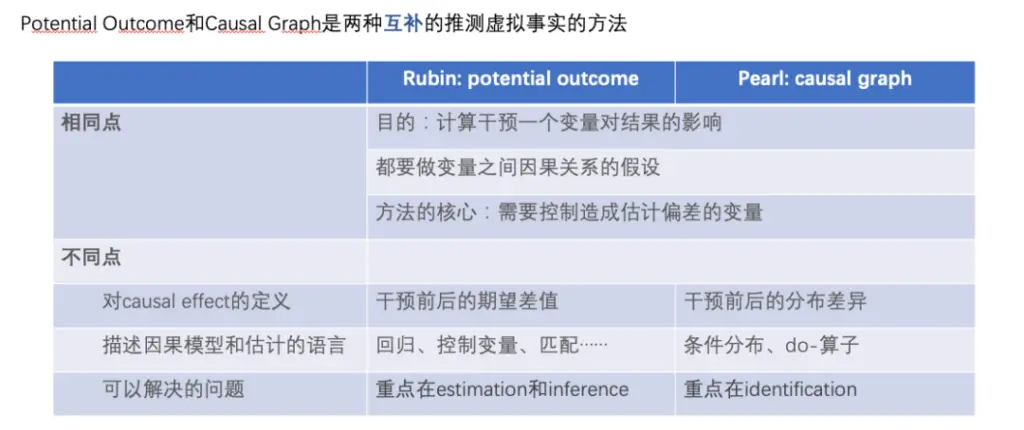 Potential Outcome和Causal Graph是两种互补的推测虚拟事实的方法
Rubin: potential outcome Pearl: causal graph
相同点 目的：计算干预一个变量对结果的影响
都要做变量之间因果关系的假设
方法的核心：需要控制造成估计偏差的变量
不同点
对causal effect的定义 干预前后的期望差值 干预前后的分布差异
描述因果模型和估计的语言 回归、控制变量、匹配…… 条件分布、do-算子
可以解决的问题 重点在estimation和inference 重点在identification